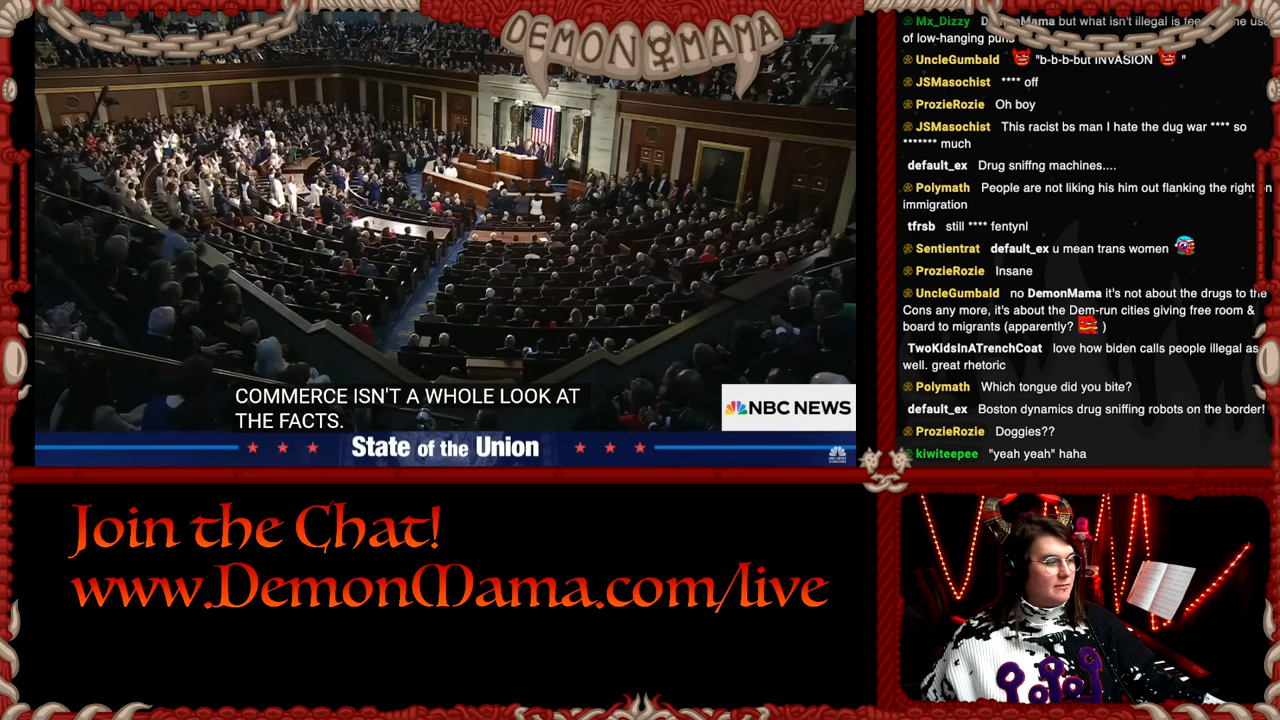 DEMON MAMA
COMMERCE ISN'T A WHOLE LOOK AT
THE FACTS.
NBC NEWS
State of the Union
Join the Chat!
www.DemonMama.com/live
Mx_Dizzy but what isn't illegal is
of low-hanging puns
UncleGumbald "b-b-b-but INVASION "
JSMasochist **** off
ProzieRozie Oh boy
JSMasochist This racist bs man I hate the dug war **** so
******* much
default_ex Drug sniffng machines....
Polymath People are not liking his him out flanking the right on
immigration
tfrsb still **** fentynl
Sentientrat default_ex u mean trans women
ProzieRozie Insane
UncleGumbald no DemonMama it's not about the drugs to the
Cons any more, it's about the Dem-run cities giving free room &
board to migrants (apparently? )
TwoKidsInATrenchCoat love how biden calls people illegal as
well. great rhetoric
Polymath Which tongue did you bite?
default_ex Boston dynamics drug sniffing robots on the border!
ProzieRozie Doggies??
kiwiteepee "yeah yeah" haha